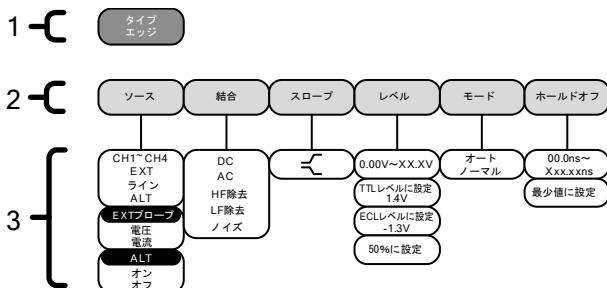 1
タイプ
エッジ
2
ソース
結合
スロープ
レベル
モード
ホールドオフ
3
CH1~CH4
EXT
ライン
ALT
EXTプローブ
電圧
電流
ALT
オン
オフ
DC
AC
HF除去
LF除去
ノイズ
0.00V~XX.XV
TTLレベルに設定
1.4V
ECLレベルに設定
-1.3V
50%に設定
オート
ノーマル
00.0ns~
Xxx.xxns
最少値に設定